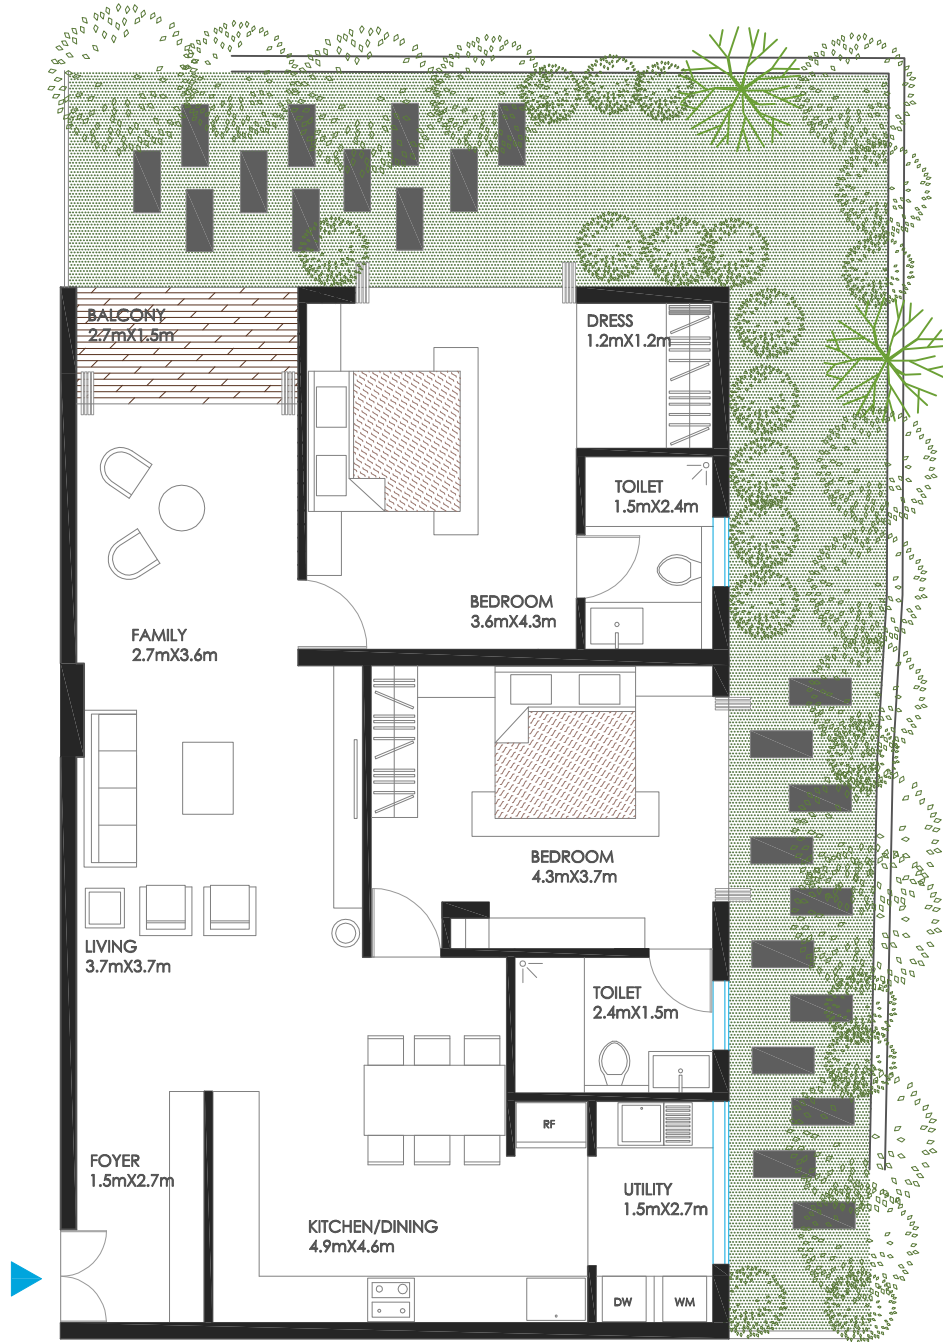 BALCONY
2.7mX1.5m
DRESS
1.2mX1.2m
TOILET
1.5mX2.4m
BEDROOM
3.6mX4.3m
FAMILY
2.7mX3.6m
BEDROOM
4.3mX3.7m
LIVING
3.7mX3.7m
TOILET
2.4mX1.5m
RF
FOYER
1.5mX2.7m
UTILITY
1.5mX2.7m
KITCHEN/DINING
4.9mX4.6m
DW
WM